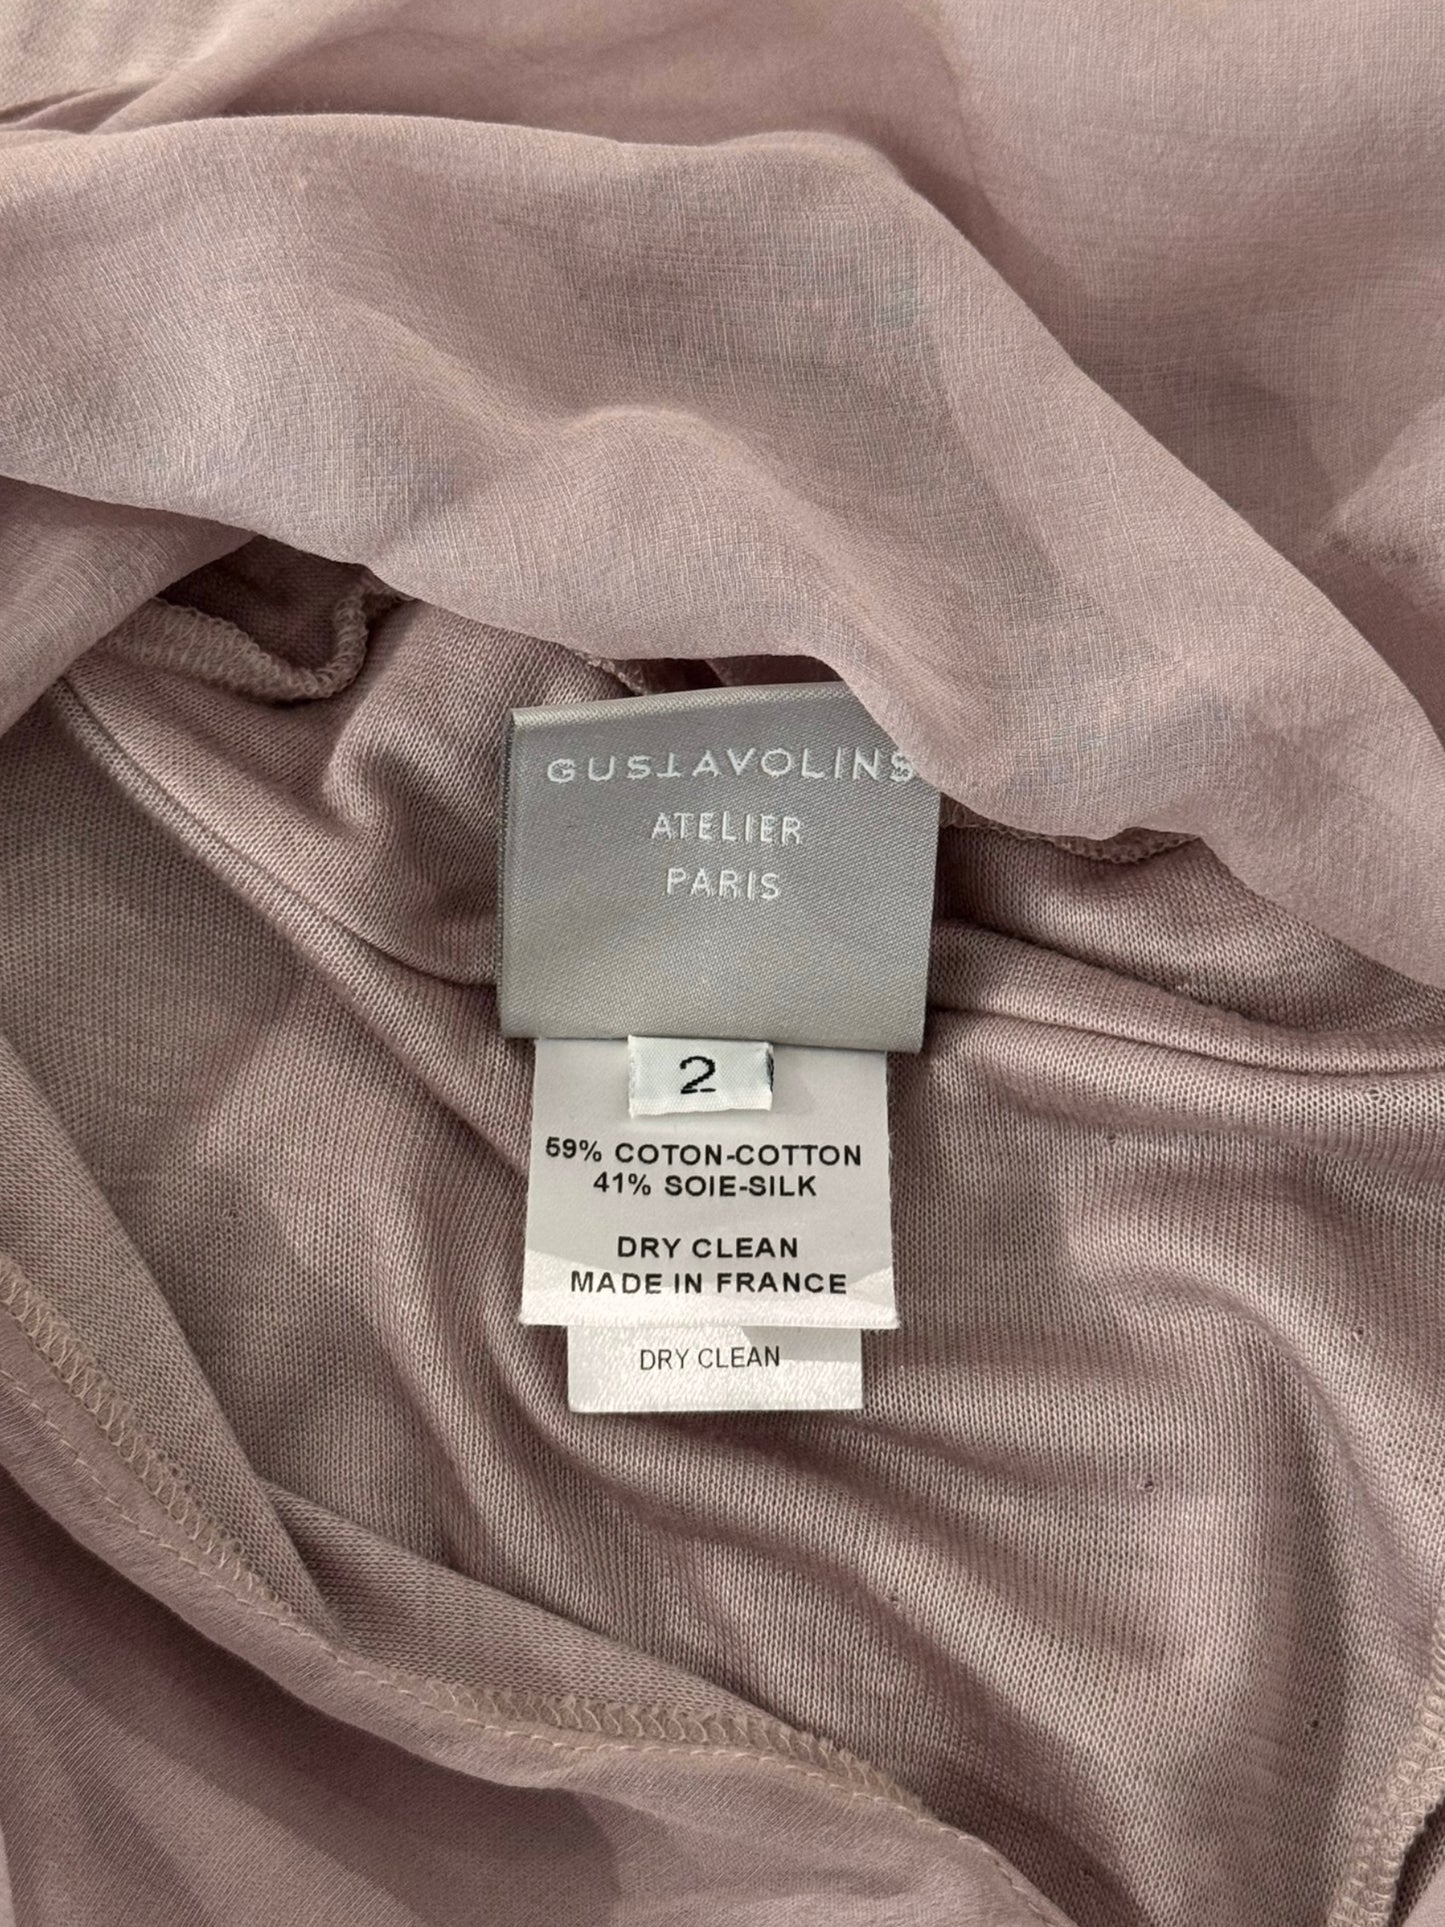 GUSTAVOLINS
ATELIER
PARIS
2
59% COTON-COTTON
41% SOIE-SILK
DRY CLEAN
MADE IN FRANCE
DRY CLEAN